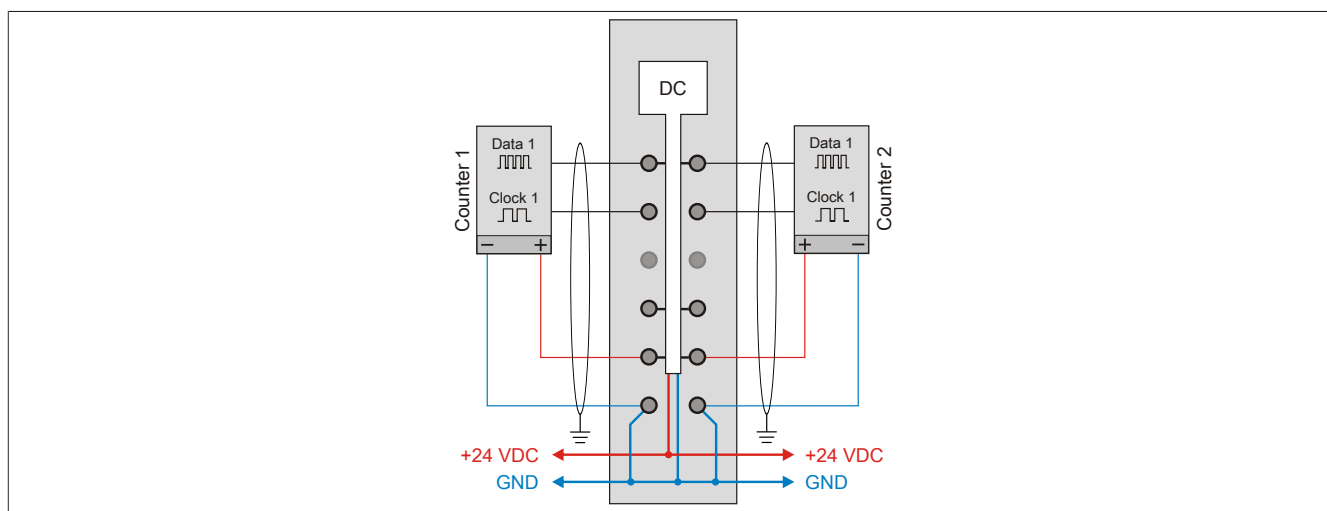 DC
Counter 1
Data 1
Clock 1
− +
Data 1
Clock 1
+ −
Counter 2
+24 VDC
+24 VDC
GND
GND